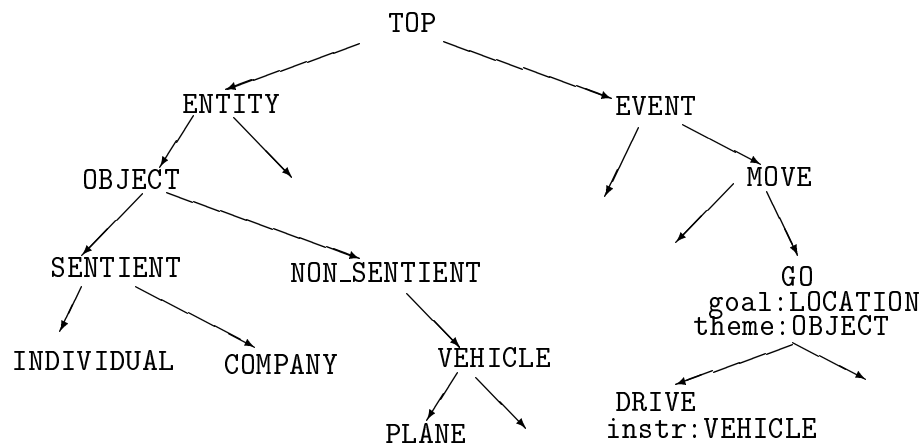 TOP
ENTITY
EVENT
OBJECT
MOVE
SENTIENT
NON_SENTIENT
GO
goal:LOCATION
theme:OBJECT
INDIVIDUAL
COMPANY
VEHICLE
DRIVE
instr:VEHICLE
PLANE